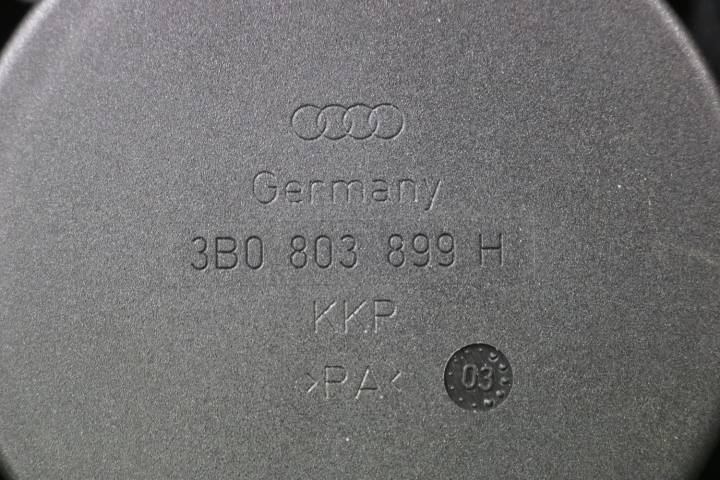 Germany
3B0 803 899 H
KKP
>PA<
03